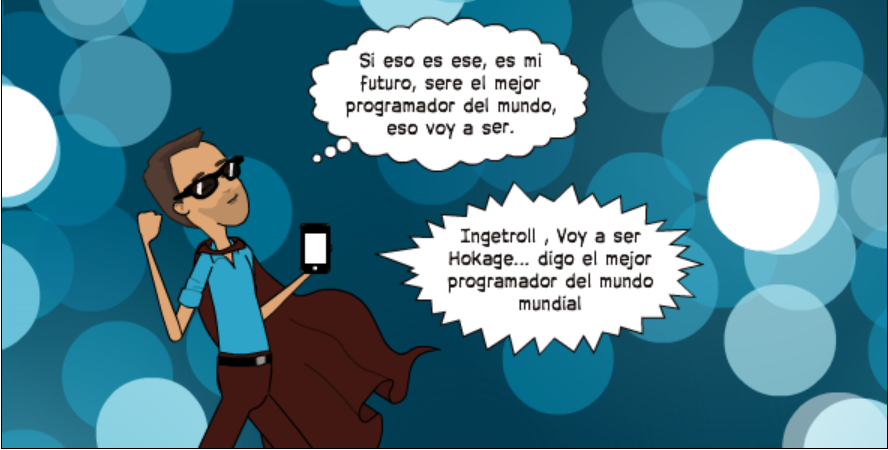 Si eso es ese, es mi
futuro, sere el mejor
programador del mundo,
eso voy a ser.
Ingetroll , Voy a ser
Hokage... digo el mejor
programador del mundo
mundial